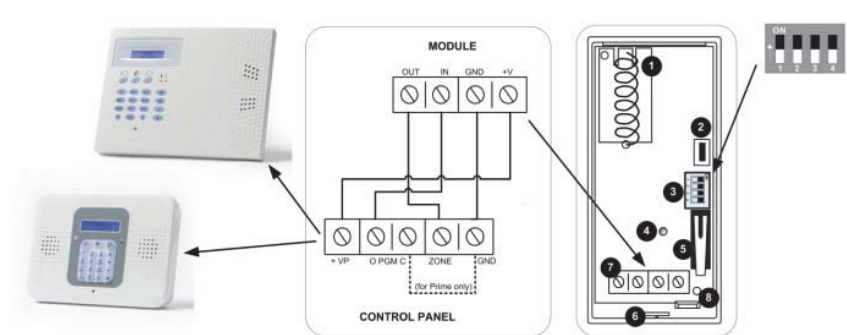 MODULE
OUT IN GND +V
+ VP O PGM C ZONE GND
(for Prime only)
CONTROL PANEL
1
2
3
4
5
7
8
6
ON
1 2 3 4